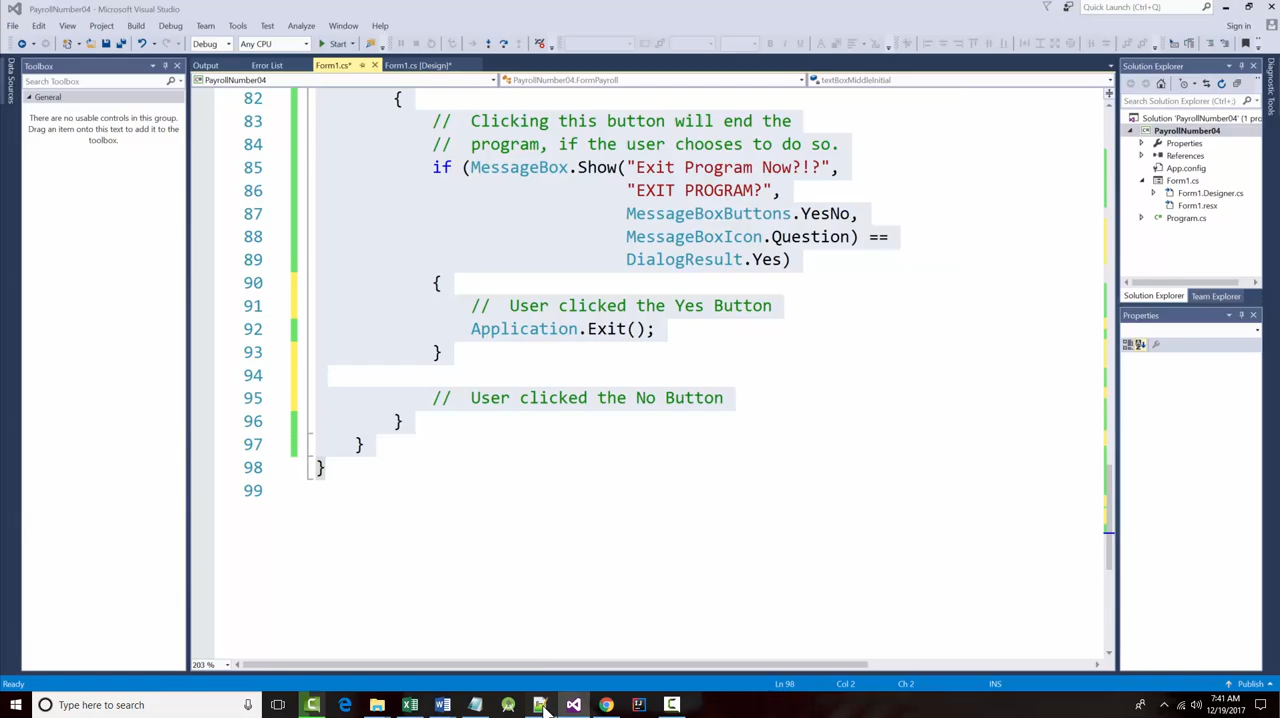 PayrollNumber04 - Microsoft Visual Studio
Quick Launch (Ctrl+Q)
File Edit View Project Build Debug Team Tools Test Analyze Window Help
Sign in
Debug Any CPU Start
Data Sources
Toolbox
Search Toolbox
General
There are no usable controls in this group.
Drag an item onto this text to add it to the
toolbox.
Output Error List Form1.cs* Form1.cs [Design]*
PayrollNumber04 PayrollNumber04.FormPayroll textBoxMiddleInitial
82 {
83 // Clicking this button will end the
84 // program, if the user chooses to do so.
85 if (MessageBox.Show("Exit Program Now?!?",
86 "EXIT PROGRAM?",
87 MessageBoxButtons.YesNo,
88 MessageBoxIcon.Question) ==
89 DialogResult.Yes)
90 {
91 // User clicked the Yes Button
92 Application.Exit();
93 }
94
95 // User clicked the No Button
96 }
97 }
98 }
99
203 %
Solution Explorer
Search Solution Explorer (Ctrl+;)
Solution 'PayrollNumber04' (1 pro
PayrollNumber04
Properties
References
App.config
Form1.cs
Form1.Designer.cs
Form1.resx
Program.cs
Solution Explorer Team Explorer
Properties
Diagnostic Tools
Ready Ln 98 Col 2 Ch 2 INS Publish
Type here to search
7:41 AM
12/19/2017